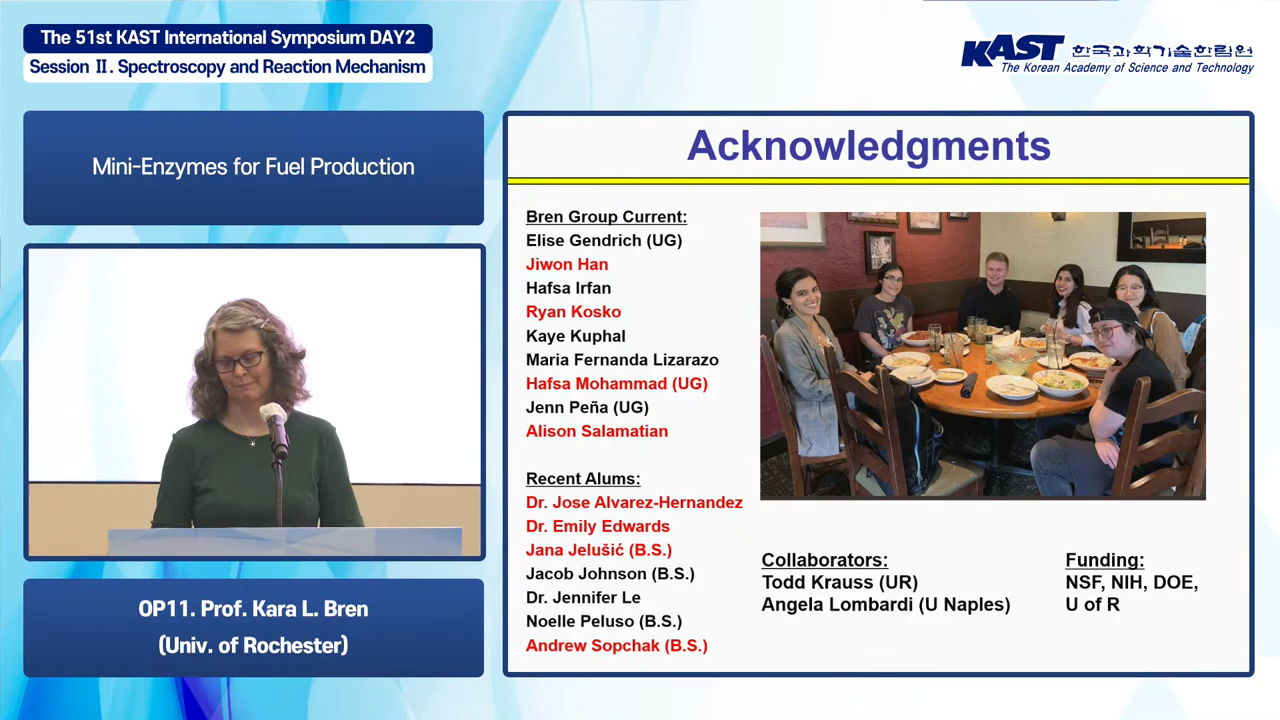 The 51st KAST International Symposium DAY2
Session Ⅱ. Spectroscopy and Reaction Mechanism
KAST 한국과학기술한림원
The Korean Academy of Science and Technology
Mini-Enzymes for Fuel Production
OP11. Prof. Kara L. Bren
(Univ. of Rochester)
Acknowledgments
Bren Group Current:
Elise Gendrich (UG)
Jiwon Han
Hafsa Irfan
Ryan Kosko
Kaye Kuphal
Maria Fernanda Lizarazo
Hafsa Mohammad (UG)
Jenn Peña (UG)
Alison Salamatian
Recent Alums:
Dr. Jose Alvarez-Hernandez
Dr. Emily Edwards
Jana Jelušić (B.S.)
Jacob Johnson (B.S.)
Dr. Jennifer Le
Noelle Peluso (B.S.)
Andrew Sopchak (B.S.)
Collaborators:
Todd Krauss (UR)
Angela Lombardi (U Naples)
Funding:
NSF, NIH, DOE,
U of R